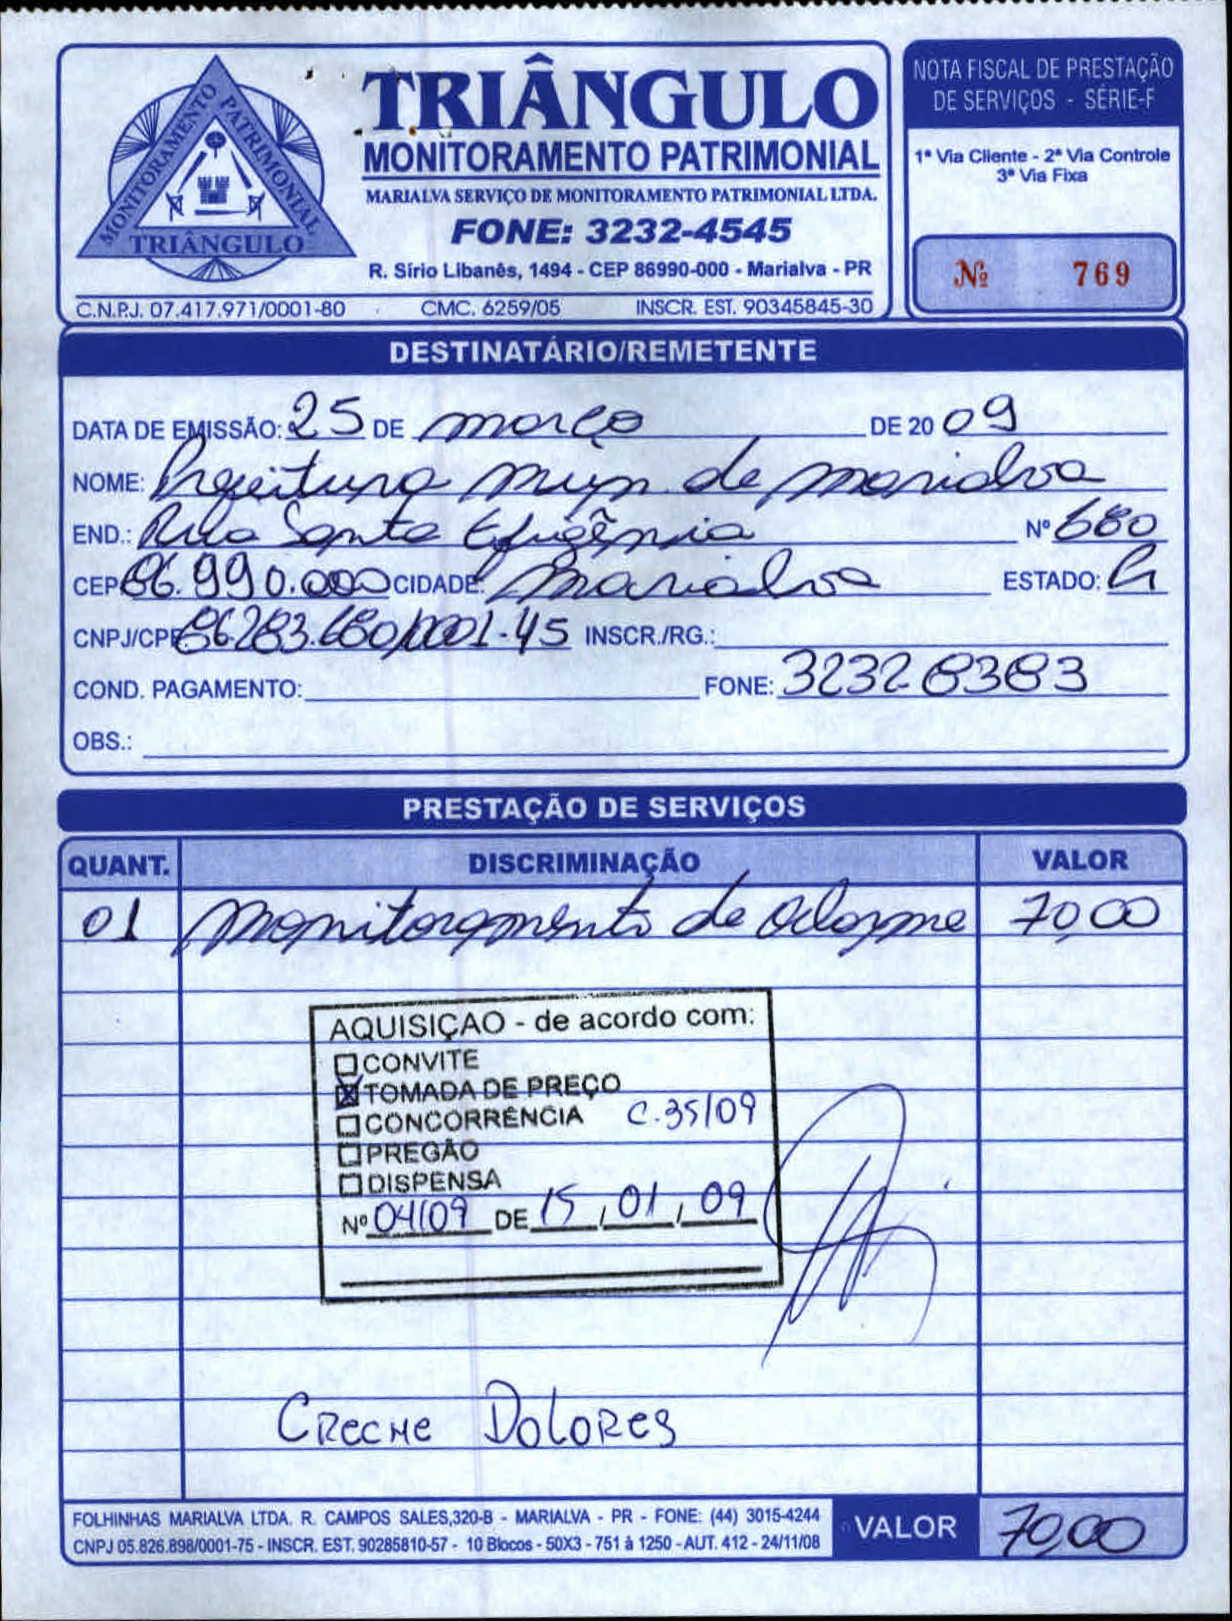 MONITORAMENTO PATRIMONIAL
TRIÂNGULO
TRIÂNGULO
MONITORAMENTO PATRIMONIAL
MARIALVA SERVIÇO DE MONITORAMENTO PATRIMONIAL LTDA.
FONE: 3232-4545
R. Sírio Libanês, 1494 - CEP 86990-000 - Marialva - PR
C.N.P.J. 07.417.971/0001-80 CMC. 6259/05 INSCR. EST. 90345845-30
NOTA FISCAL DE PRESTAÇÃO
DE SERVIÇOS - SÉRIE-F
1ª Via Cliente - 2ª Via Controle
3ª Via Fixa
Nº 769
DESTINATÁRIO/REMETENTE
DATA DE EMISSÃO: 25 DE março DE 20 09
NOME: Prefeitura Mun. de Marialva
END.: Rua Santa Efigênia Nº 680
CEP 86.990.000 CIDADE: Marialva ESTADO: Pr
CNPJ/CPF 86.283.680/0001-45 INSCR./RG.:
COND. PAGAMENTO: FONE: 3232 8383
OBS.:
PRESTAÇÃO DE SERVIÇOS
QUANT. DISCRIMINAÇÃO VALOR
01 Monitoramento de Alarme 70,00
AQUISIÇÃO - de acordo com:
CONVITE
TOMADA DE PREÇO
CONCORRÊNCIA C.35/09
PREGÃO
DISPENSA
Nº 04/09 DE 15, 01, 09
CRECHE DOLORES
FOLHINHAS MARIALVA LTDA. R. CAMPOS SALES,320-B - MARIALVA - PR - FONE: (44) 3015-4244
CNPJ 05.826.898/0001-75 - INSCR. EST. 90285810-57 - 10 Blocos - 50X3 - 751 à 1250 - AUT. 412 - 24/11/08
VALOR 70,00